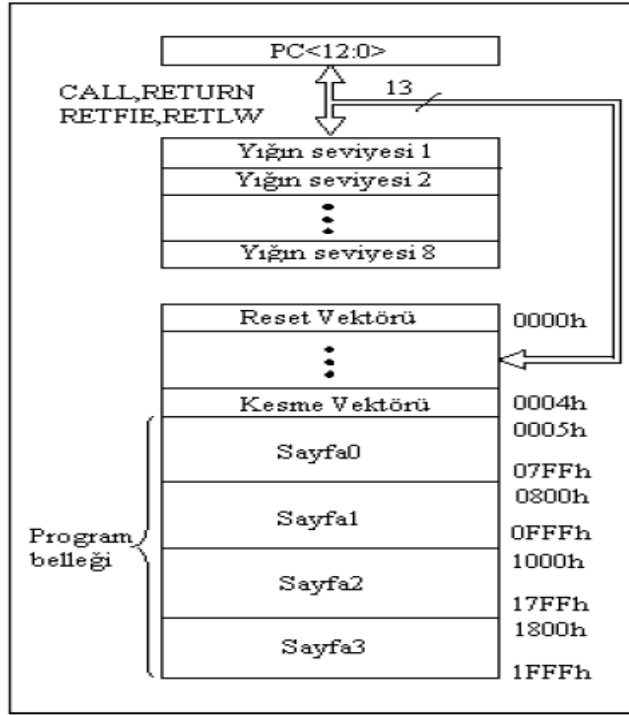 PC<12:0>
13
CALL,RETURN
RETFIE,RETLW
Yığın seviyesi 1
Yığın seviyesi 2
Yığın seviyesi 8
Reset Vektörü
0000h
Kesme Vektörü
0004h
0005h
Sayfa0
07FFh
0800h
Sayfa1
0FFFh
Program
belleği
1000h
Sayfa2
17FFh
1800h
Sayfa3
1FFFh